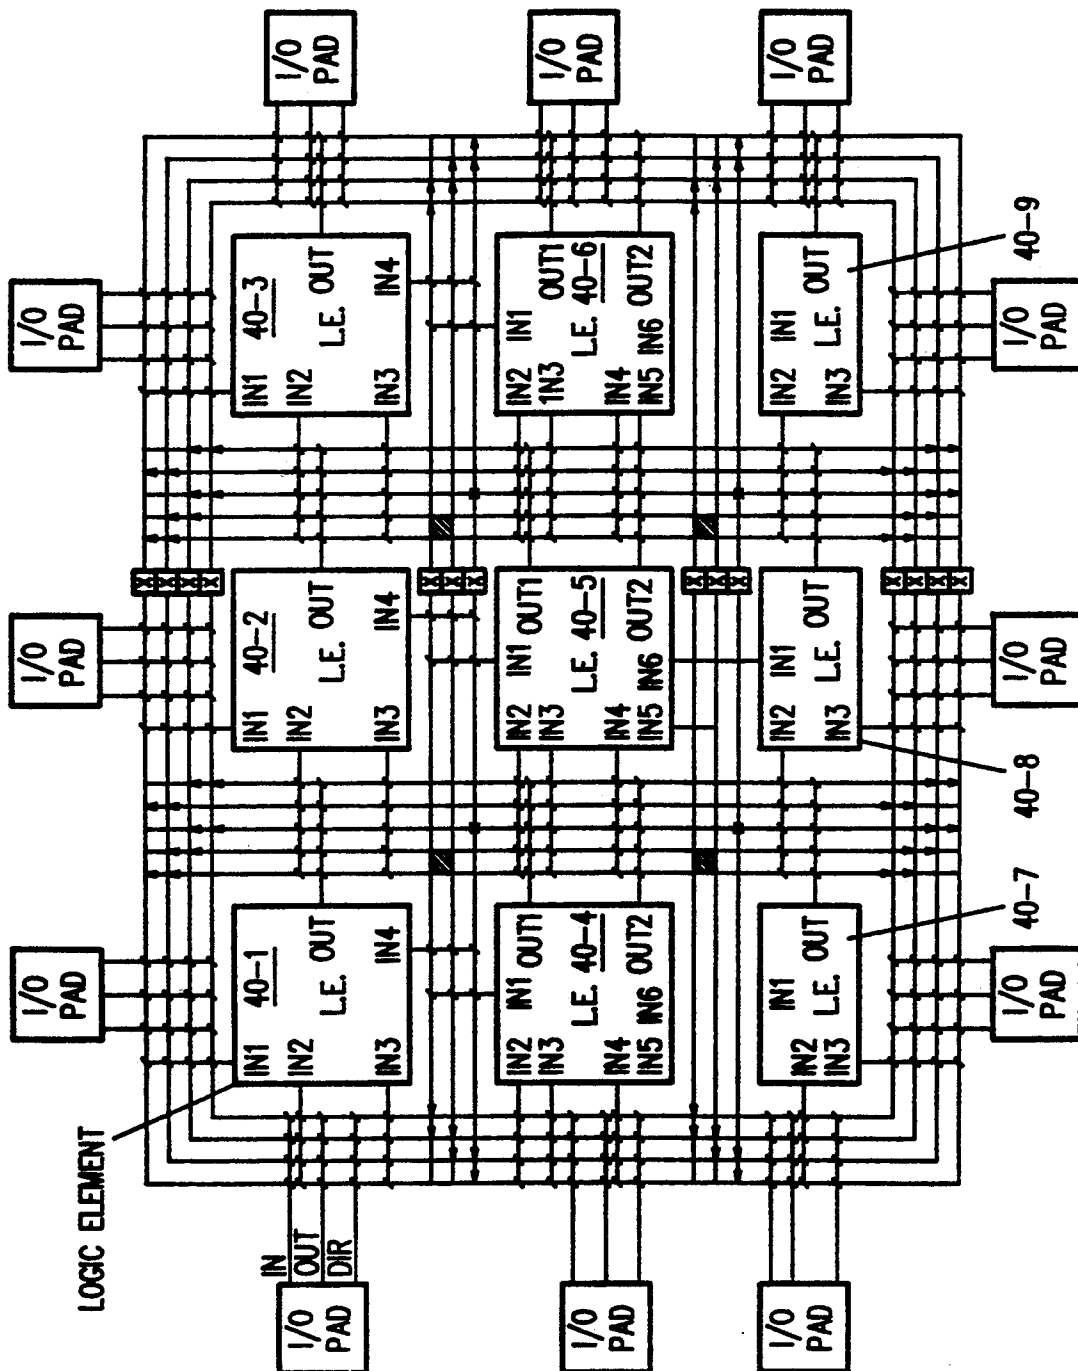 I/O
PAD
I/O
PAD
I/O
PAD
LOGIC ELEMENT
X
X
X
X
I/O
PAD
IN
OUT
DIR
IN1 40-1
IN2
L.E. OUT
IN3 IN4
IN1 40-2
IN2
L.E. OUT
IN3 IN4
IN1 40-3
IN2
L.E. OUT
IN3 IN4
I/O
PAD
X
X
X
I/O
PAD
IN2 IN1 OUT1
IN3
L.E. 40-4
IN4
IN5 IN6 OUT2
IN2 IN1 OUT1
IN3
L.E. 40-5
IN4
IN5 IN6 OUT2
IN2 IN1
1N3 OUT1
L.E. 40-6
IN4
IN5 IN6 OUT2
I/O
PAD
X
X
X
I/O
PAD
IN1
IN2
L.E. OUT
IN3
IN2 IN1
L.E. OUT
IN3
IN2 IN1
L.E. OUT
IN3
I/O
PAD
X
X
X
X
40-7
40-8
40-9
I/O
PAD
I/O
PAD
I/O
PAD